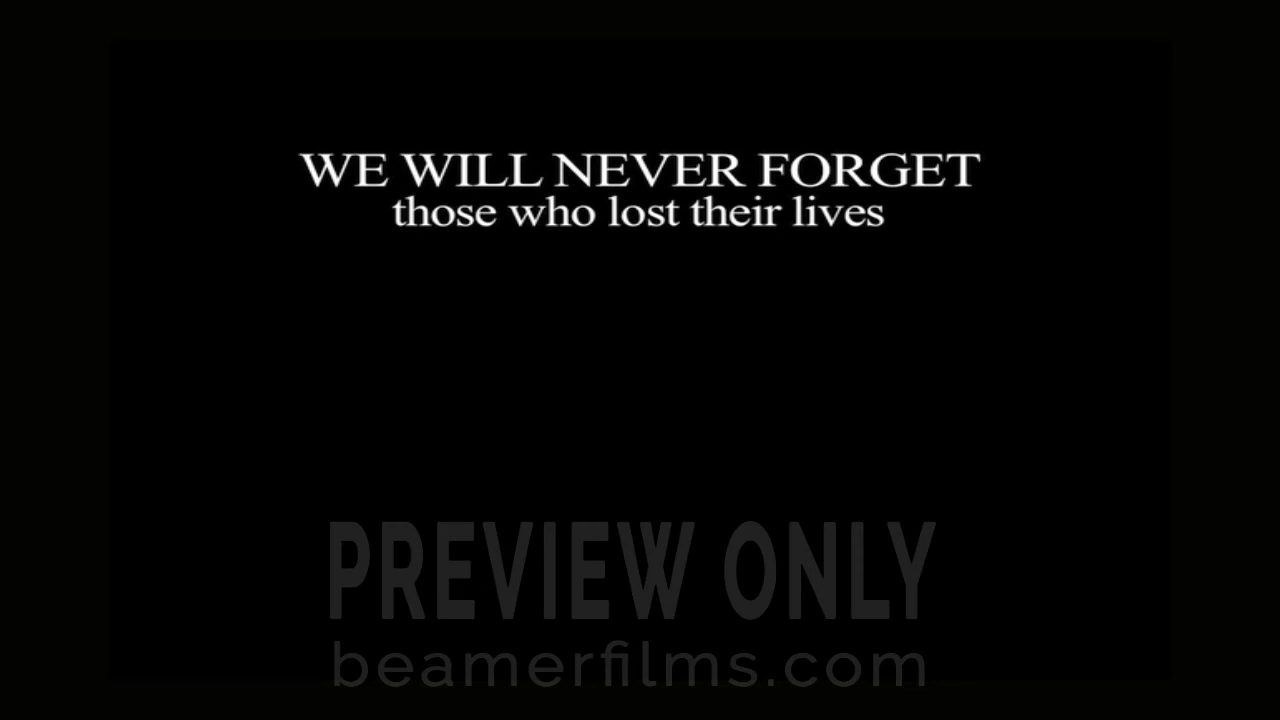 WE WILL NEVER FORGET
those who lost their lives
PREVIEW ONLY
beamerfilms.com